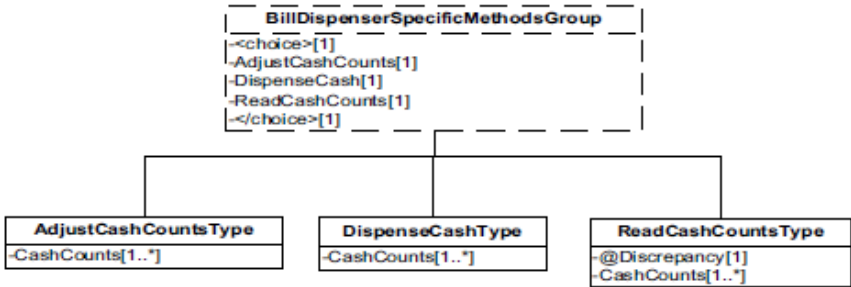 BillDispenserSpecificMethodsGroup
-<choice>[1]
-AdjustCashCounts[1]
-DispenseCash[1]
-ReadCashCounts[1]
-</choice>[1]
AdjustCashCountsType
-CashCounts[1..*]
DispenseCashType
-CashCounts[1..*]
ReadCashCountsType
-@Discrepancy[1]
-CashCounts[1..*]